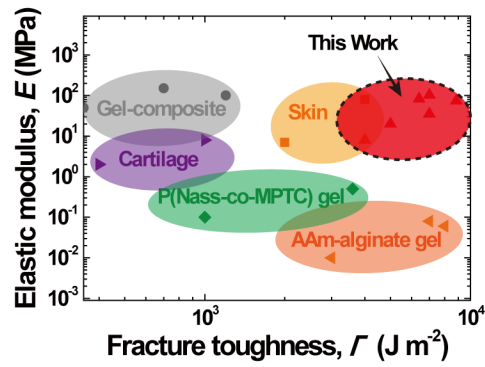 Elastic modulus, E (MPa)
10³
10²
10¹
10⁰
10⁻¹
10⁻²
10⁻³
This Work
Gel-composite
Skin
Cartilage
P(Nass-co-MPTC) gel
AAm-alginate gel
10³
10⁴
Fracture toughness, Γ (J m⁻²)